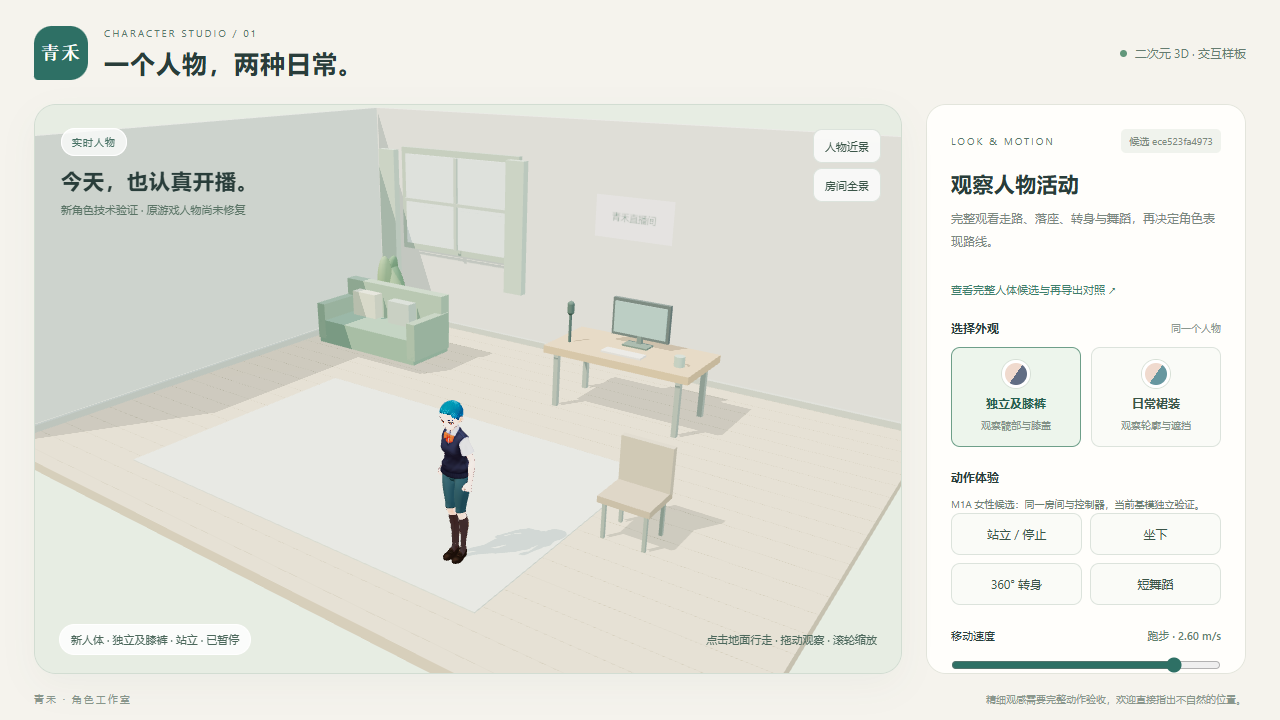 青禾
CHARACTER STUDIO / 01
一个人物，两种日常。
二次元 3D · 交互样板
实时人物
今天，也认真开播。
新角色技术验证 · 原游戏人物尚未修复
人物近景
房间全景
青禾直播间
新人体 · 独立及膝裤 · 站立 · 已暂停
点击地面行走 · 拖动观察 · 滚轮缩放
LOOK & MOTION
候选 ece523fa4973
观察人物活动
完整观看走路、落座、转身与舞蹈，再决定角色表
现路线。
查看完整人体候选与再导出对照 ↗
选择外观
同一个人物
独立及膝裤
观察髋部与膝盖
日常裙装
观察轮廓与遮挡
动作体验
M1A 女性候选：同一房间与控制器，当前基模独立验证。
站立 / 停止
坐下
360° 转身
短舞蹈
移动速度
跑步 · 2.60 m/s
青禾 · 角色工作室
精细观感需要完整动作验收，欢迎直接指出不自然的位置。